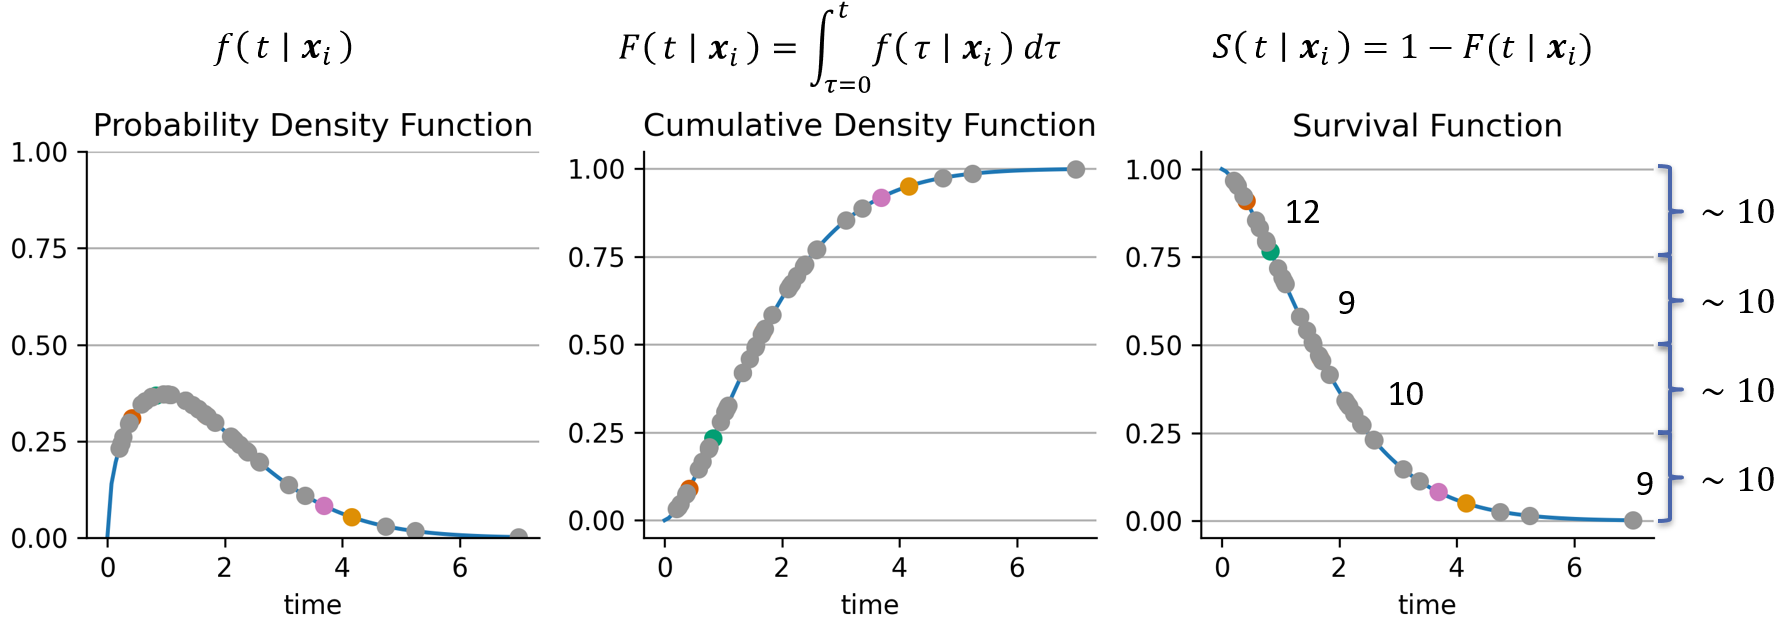 f(t | 𝒙ᵢ)
Probability Density Function
1.00
0.75
0.50
0.25
0.00
0 2 4 6
time
F(t | 𝒙ᵢ) = ∫_{τ=0}^{t} f(τ | 𝒙ᵢ) dτ
Cumulative Density Function
1.00
0.75
0.50
0.25
0.00
0 2 4 6
time
S(t | 𝒙ᵢ) = 1 − F(t | 𝒙ᵢ)
Survival Function
1.00
0.75
0.50
0.25
0.00
12
9
10
9
0 2 4 6
time
~ 10
~ 10
~ 10
~ 10